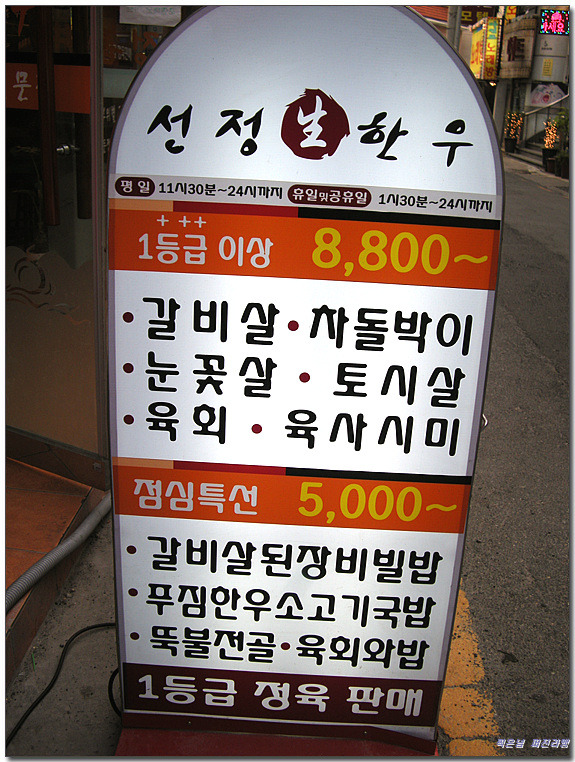 선정 生 한우
평일 11시30분~24시까지 휴일및공휴일 1시30분~24시까지
+ ++
1등급 이상 8,800~
• 갈비살 • 차돌박이
• 눈꽃살 • 토시살
• 육회 • 육사시미
점심특선 5,000~
• 갈비살된장비빌밥
• 푸짐한우소고기국밥
• 뚝불전골 • 육회와밥
1등급 정육 판매